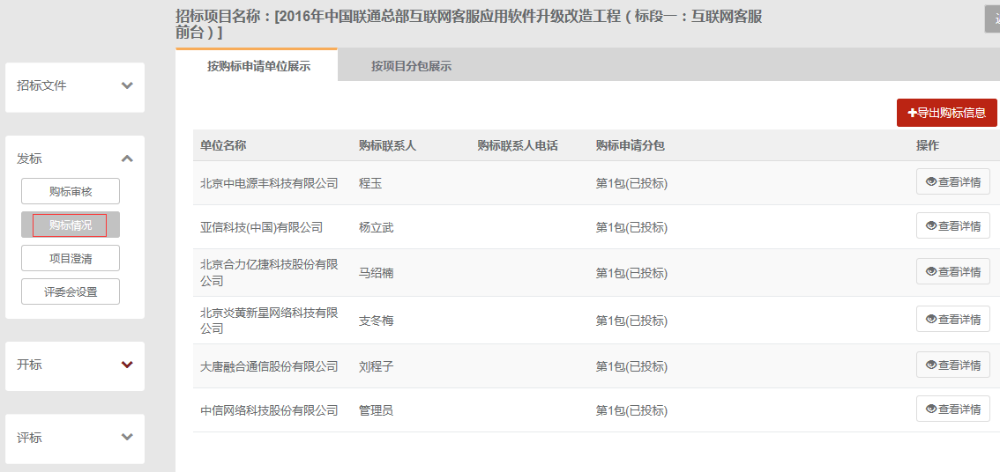 招标项目名称：[2016年中国联通总部互联网客服应用软件升级改造工程（标段一：互联网客服
前台）]
按购标申请单位展示 按项目分包展示
招标文件
发标
购标审核
购标情况
项目澄清
评委会设置
开标
评标
导出购标信息
单位名称 购标联系人 购标联系人电话 购标申请分包 操作
北京中电源丰科技有限公司 程玉 第1包(已投标) 查看详情
亚信科技(中国)有限公司 杨立武 第1包(已投标) 查看详情
北京合力亿捷科技股份有限
公司 马绍楠 第1包(已投标) 查看详情
北京炎黄新星网络科技有限
公司 支冬梅 第1包(已投标) 查看详情
大唐融合通信股份有限公司 刘程子 第1包(已投标) 查看详情
中信网络科技股份有限公司 管理员 第1包(已投标) 查看详情